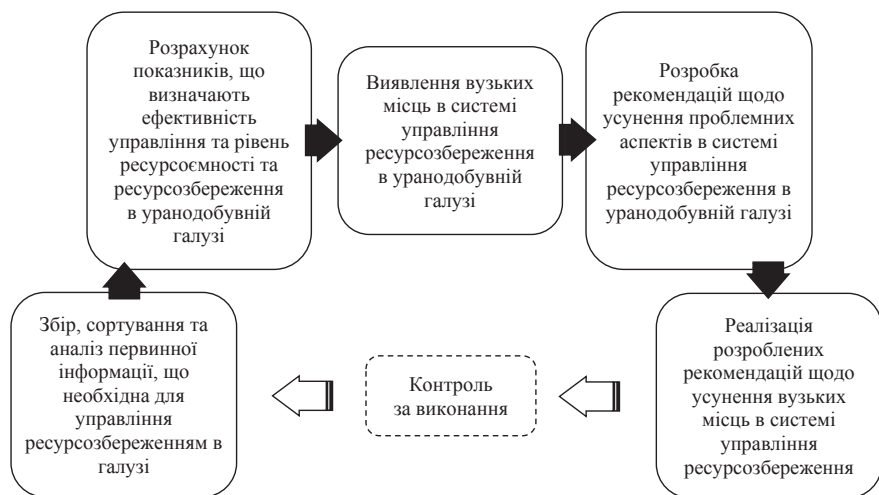 Розрахунок
показників, що
визначають
ефективність
управління та рівень
ресурсоємності та
ресурсозбереження
в уранодобувній
галузі
Виявлення вузьких
місць в системі
управління
ресурсозбереження
в уранодобувній
галузі
Розробка
рекомендацій щодо
усунення проблемних
аспектів в системі
управління
ресурсозбереження в
уранодобувній галузі
Збір, сортування та
аналіз первинної
інформації, що
необхідна для
управління
ресурсозбереженням в
галузі
Контроль
за виконання
Реалізація
розроблених
рекомендацій щодо
усунення вузьких
місць в системі
управління
ресурсозбереження